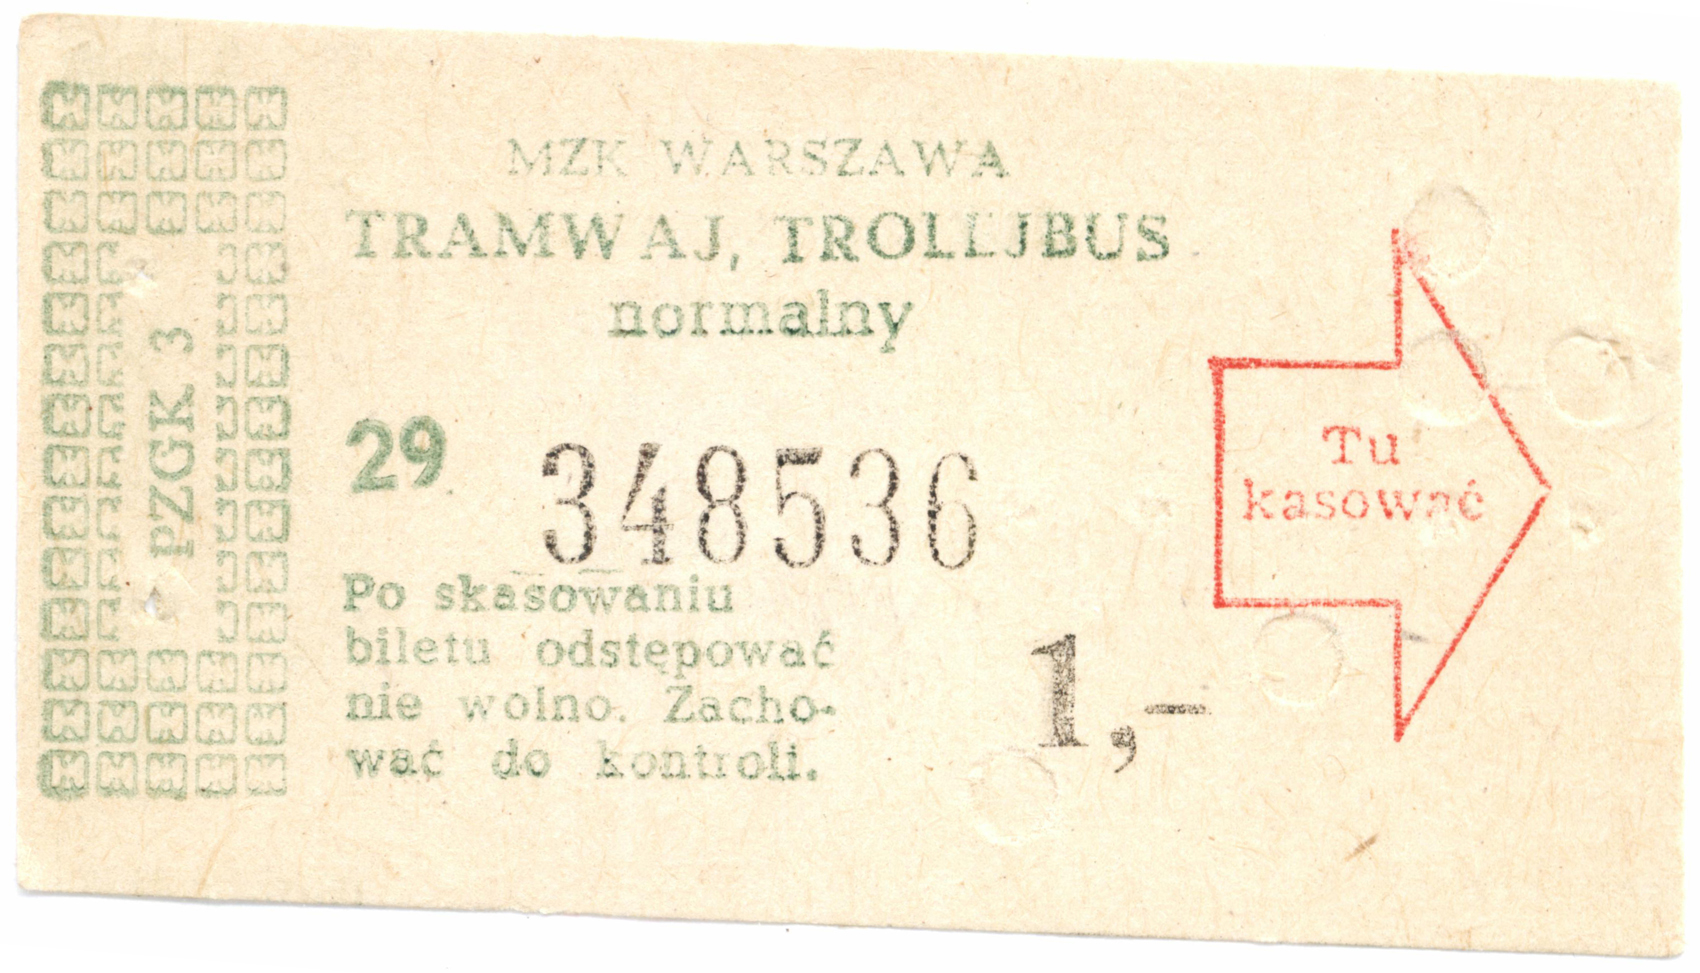 PZGK 3
MZK WARSZAWA
TRAMWAJ, TROLEJBUS
normalny
29 348536
Po skasowaniu
biletu odstępować
nie wolno. Zacho-
wać do kontroli.
1,-
Tu
kasować